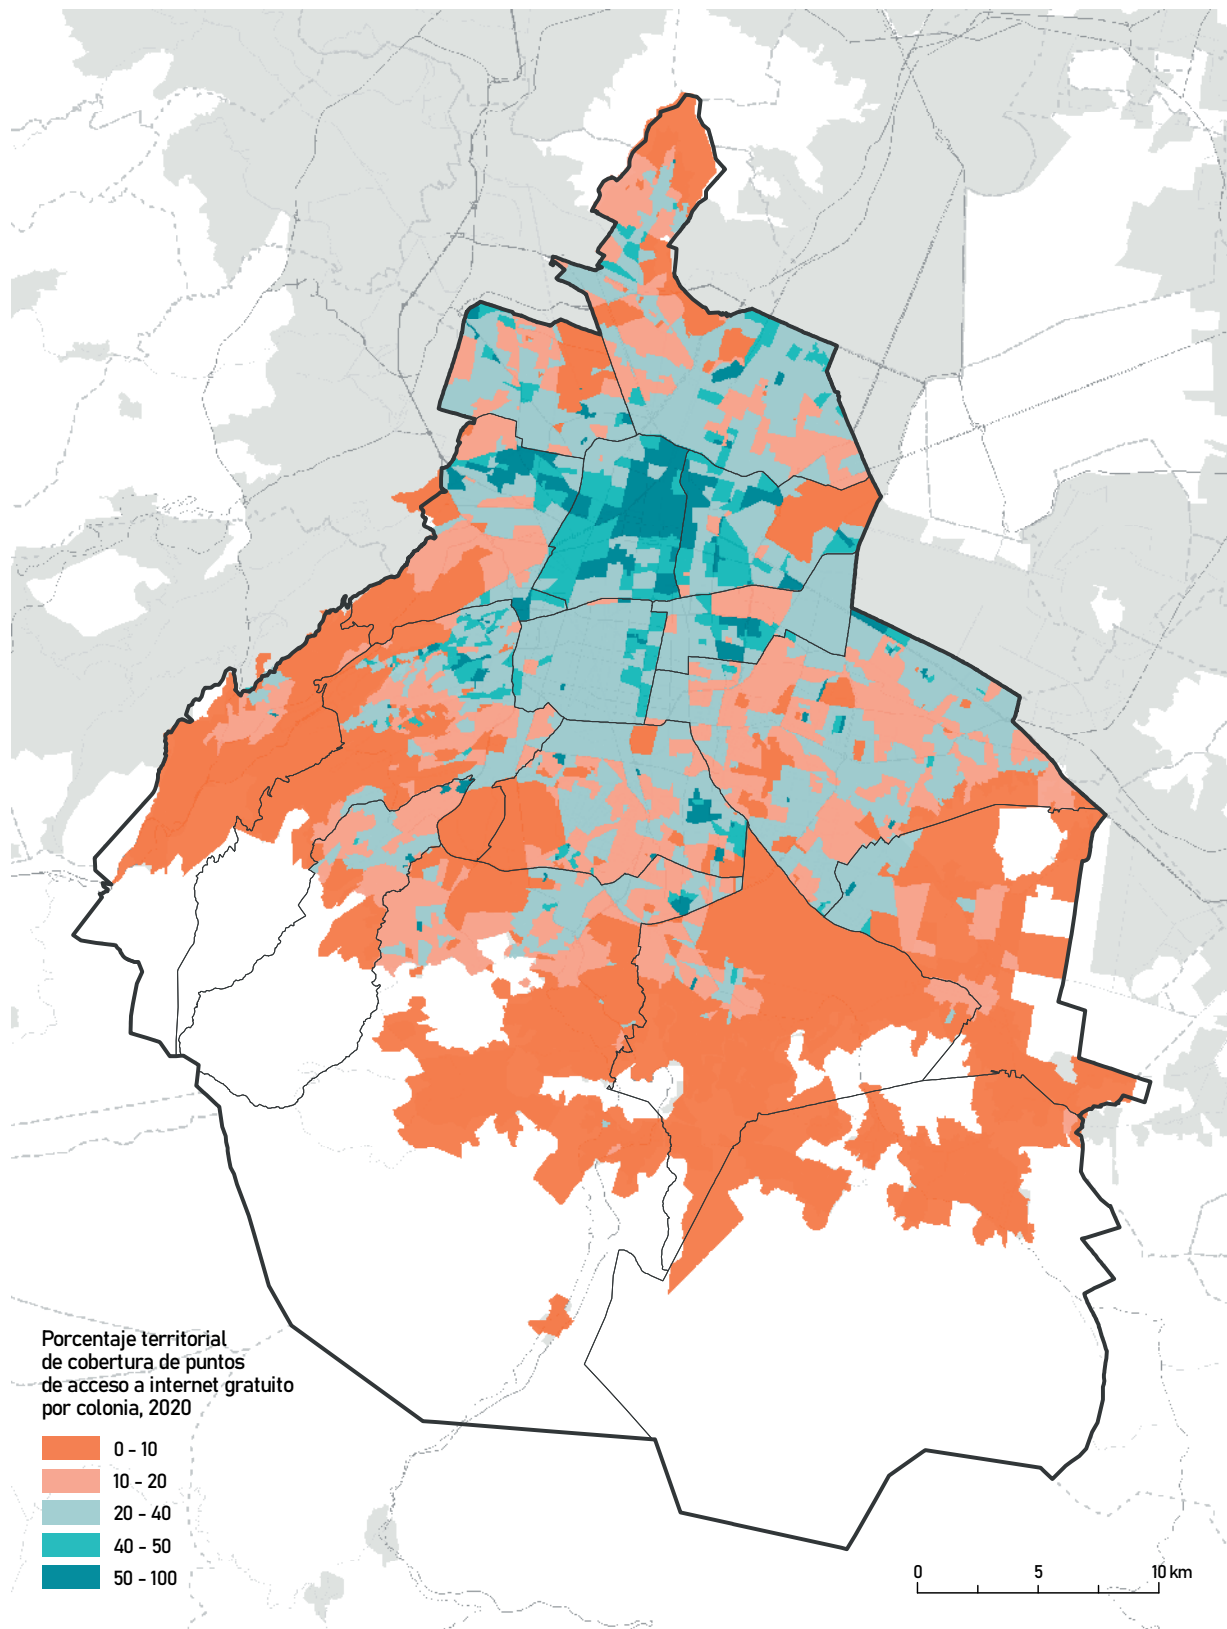 Porcentaje territorial
de cobertura de puntos
de acceso a internet gratuito
por colonia, 2020
0 - 10
10 - 20
20 - 40
40 - 50
50 - 100
0 5 10 km